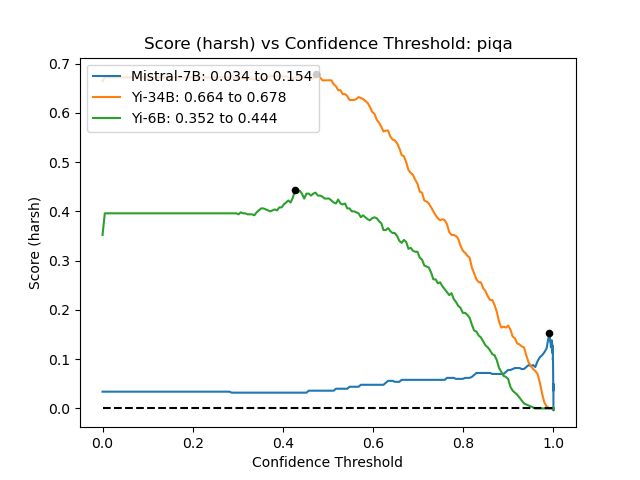 Score (harsh) vs Confidence Threshold: piqa
0.7
0.6
0.5
0.4
0.3
0.2
0.1
0.0
Score (harsh)
Mistral-7B: 0.034 to 0.154
Yi-34B: 0.664 to 0.678
Yi-6B: 0.352 to 0.444
0.0 0.2 0.4 0.6 0.8 1.0
Confidence Threshold